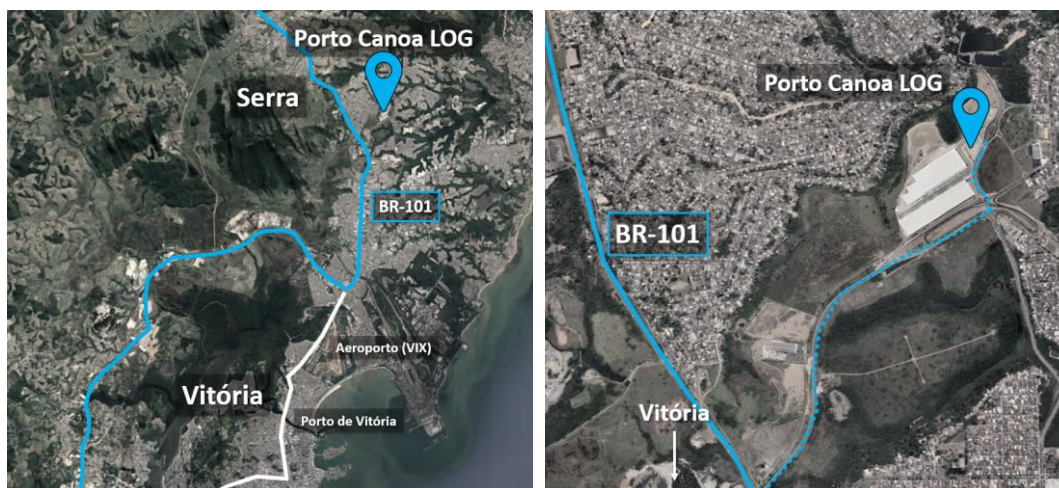 Porto Canoa LOG
Serra
BR-101
Aeroporto (VIX)
Vitória
Porto de Vitória
Porto Canoa LOG
BR-101
Vitória